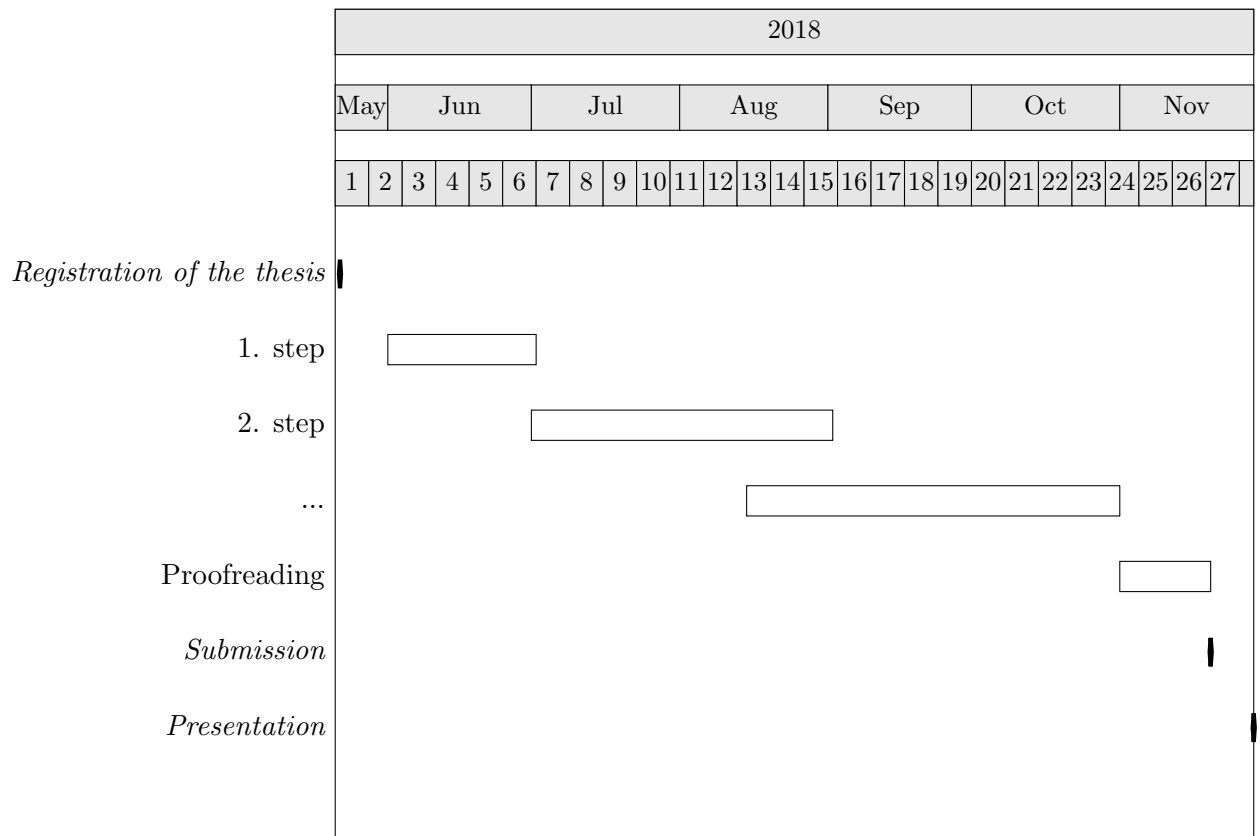 2018
May Jun Jul Aug Sep Oct Nov
1 2 3 4 5 6 7 8 9 10 11 12 13 14 15 16 17 18 19 20 21 22 23 24 25 26 27
Registration of the thesis
1. step
2. step
...
Proofreading
Submission
Presentation